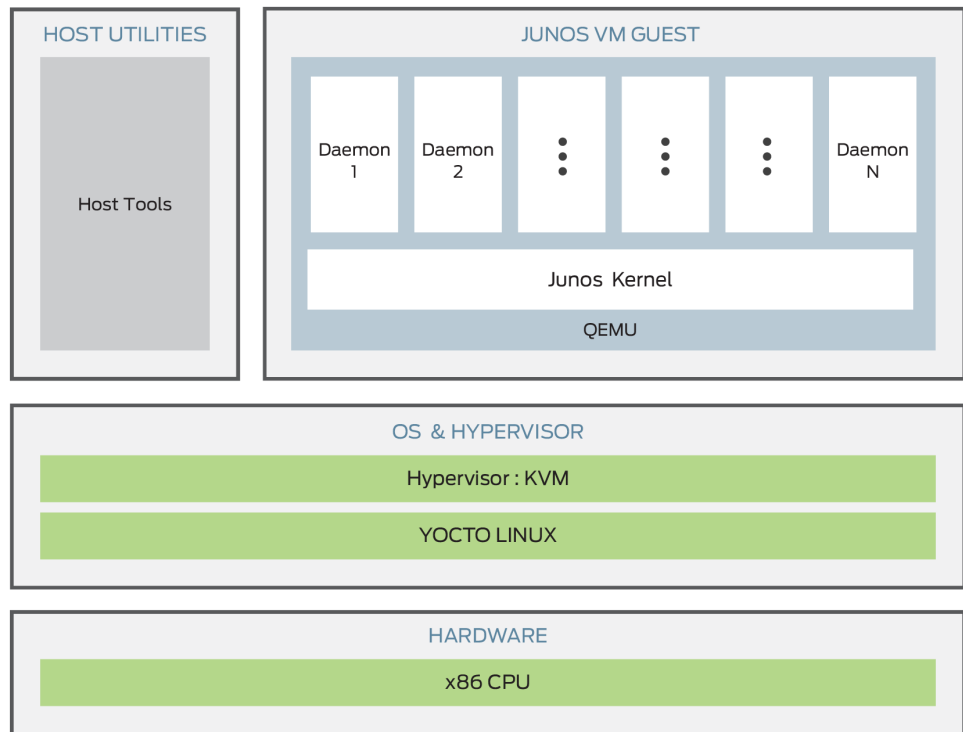 HOST UTILITIES
Host Tools
JUNOS VM GUEST
Daemon
1
Daemon
2
Daemon
N
Junos Kernel
QEMU
OS & HYPERVISOR
Hypervisor : KVM
YOCTO LINUX
HARDWARE
x86 CPU